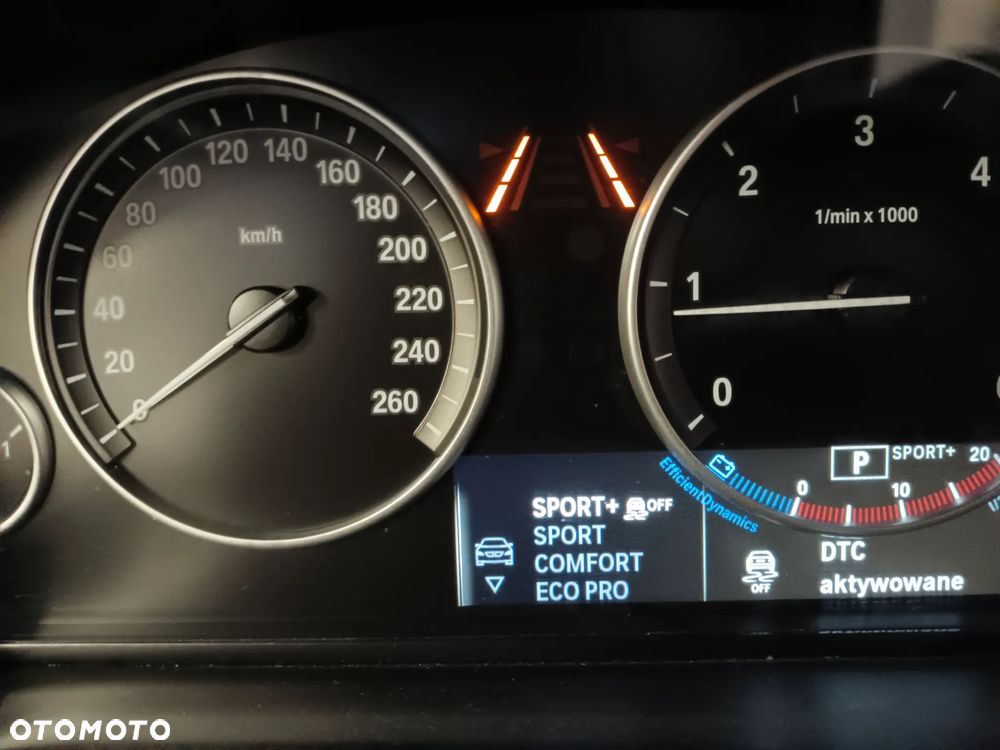 0
20
40
60
80
100
120
140
160
180
200
220
240
260
km/h
1
0
1
2
3
4
1/min x 1000
EfficientDynamics
P
SPORT+
0
10
20
SPORT+ OFF
SPORT
COMFORT
ECO PRO
OFF
DTC
aktywowane
OTOMOTO